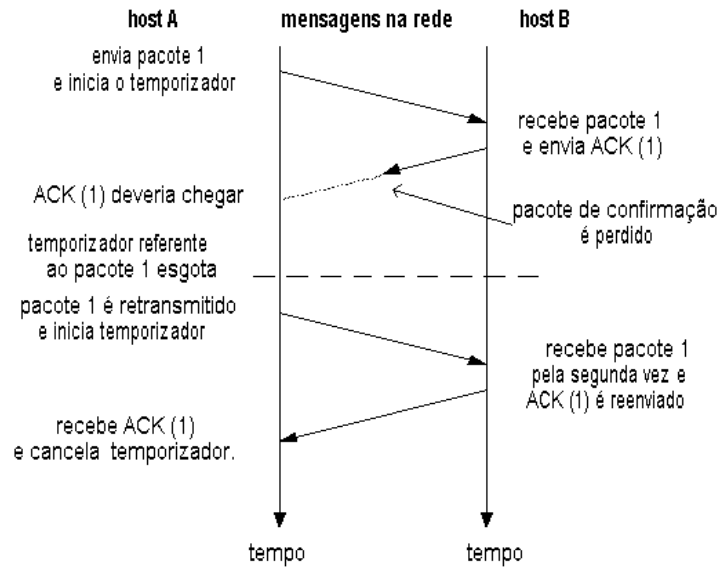 host A
mensagens na rede
host B
envia pacote 1
e inicia o temporizador
recebe pacote 1
e envia ACK (1)
ACK (1) deveria chegar
pacote de confirmação
é perdido
temporizador referente
ao pacote 1 esgota
pacote 1 é retransmitido
e inicia temporizador
recebe pacote 1
pela segunda vez e
ACK (1) é reenviado
recebe ACK (1)
e cancela temporizador.
tempo
tempo